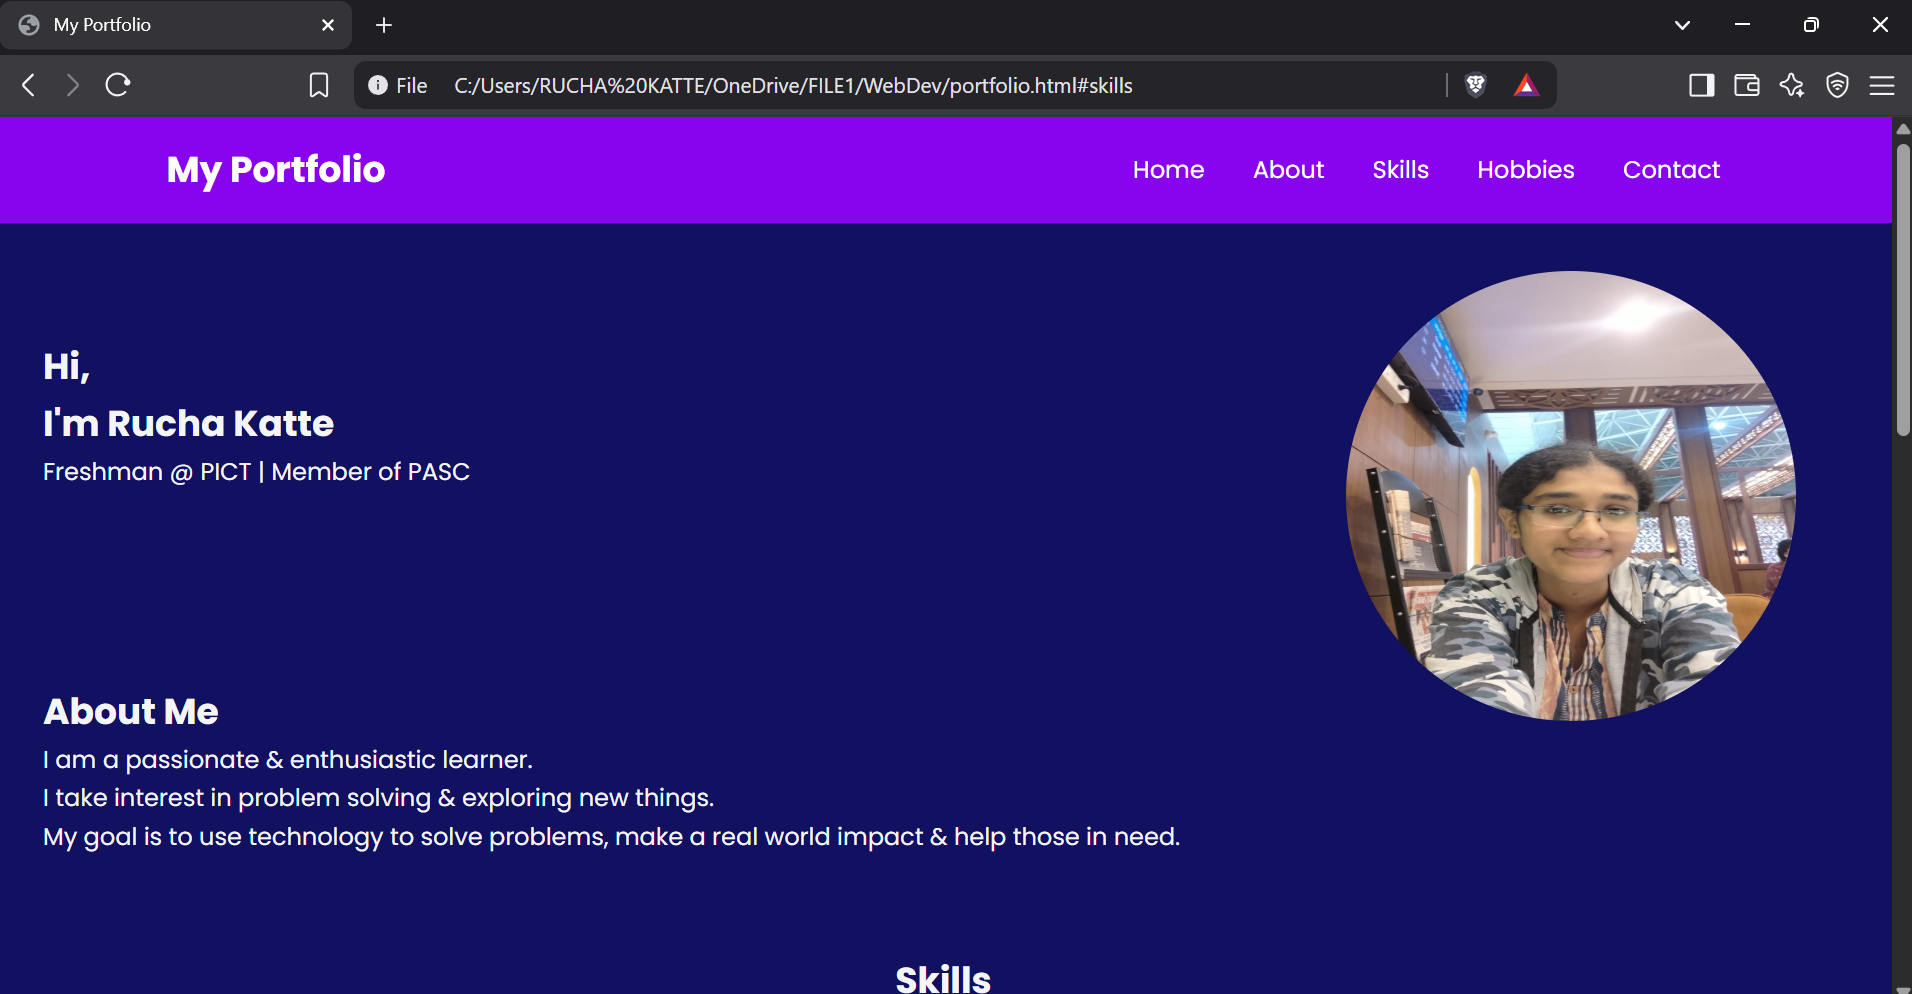 My Portfolio
File C:/Users/RUCHA%20KATTE/OneDrive/FILE1/WebDev/portfolio.html#skills
My Portfolio
Home About Skills Hobbies Contact
Hi,
I'm Rucha Katte
Freshman @ PICT | Member of PASC
About Me
I am a passionate & enthusiastic learner.
I take interest in problem solving & exploring new things.
My goal is to use technology to solve problems, make a real world impact & help those in need.
Skills